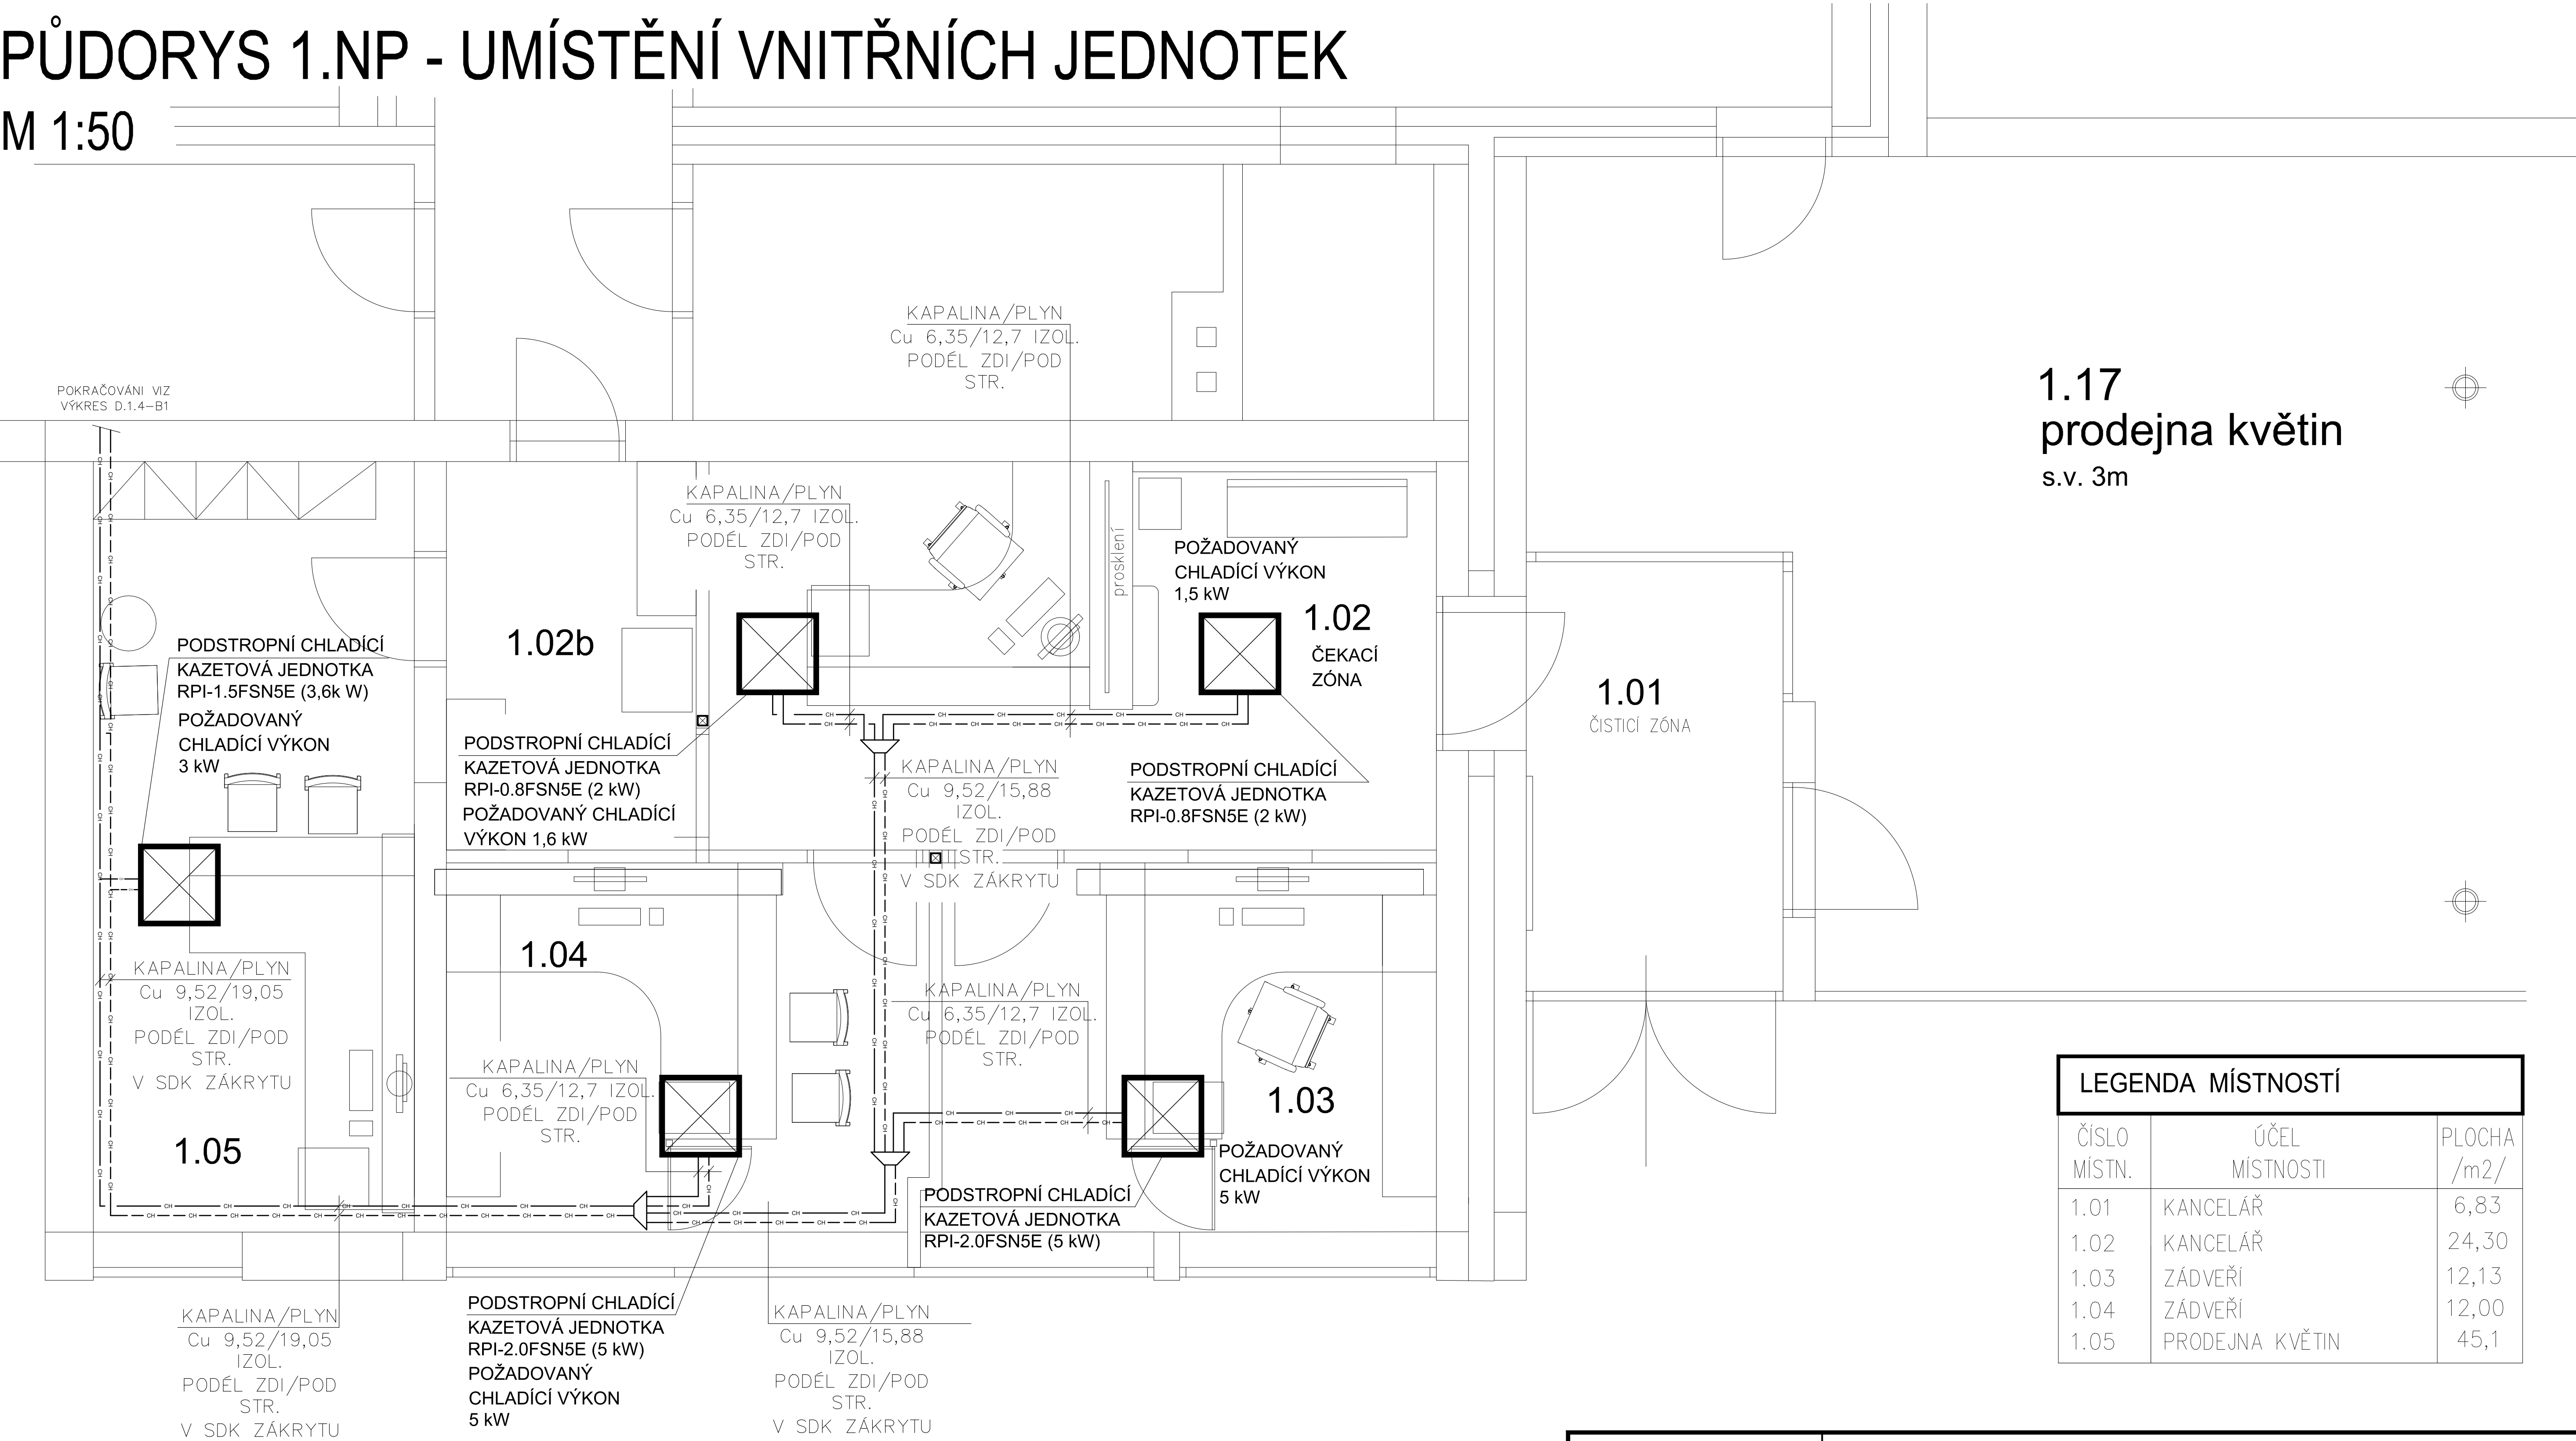 PŮDORYS 1.NP - UMÍSTĚNÍ VNITŘNÍCH JEDNOTEK
M 1:50
KAPALINA/PLYN
Cu 6,35/12,7 IZOL.
PODÉL ZDI/POD
STR.
POKRAČOVÁNI VIZ
VÝKRES D.1.4-B1
1.17
prodejna květin
s.v. 3m
KAPALINA/PLYN
Cu 6,35/12,7 IZOL.
PODÉL ZDI/POD
STR.
prosklení
POŽADOVANÝ
CHLADÍCÍ VÝKON
1,5 kW
1.02
ČEKACÍ
ZÓNA
1.02b
1.01
ČISTICÍ ZÓNA
PODSTROPNÍ CHLADÍCÍ
KAZETOVÁ JEDNOTKA
RPI-1.5FSN5E (3,6k W)
POŽADOVANÝ
CHLADÍCÍ VÝKON
3 kW
PODSTROPNÍ CHLADÍCÍ
KAZETOVÁ JEDNOTKA
RPI-0.8FSN5E (2 kW)
POŽADOVANÝ CHLADÍCÍ
VÝKON 1,6 kW
KAPALINA/PLYN
Cu 9,52/15,88
IZOL.
PODÉL ZDI/POD
STR.
V SDK ZÁKRYTU
PODSTROPNÍ CHLADÍCÍ
KAZETOVÁ JEDNOTKA
RPI-0.8FSN5E (2 kW)
1.04
KAPALINA/PLYN
Cu 9,52/19,05
IZOL.
PODÉL ZDI/POD
STR.
V SDK ZÁKRYTU
1.05
KAPALINA/PLYN
Cu 6,35/12,7 IZOL.
PODÉL ZDI/POD
STR.
KAPALINA/PLYN
Cu 6,35/12,7 IZOL.
PODÉL ZDI/POD
STR.
1.03
POŽADOVANÝ
CHLADÍCÍ VÝKON
5 kW
PODSTROPNÍ CHLADÍCÍ
KAZETOVÁ JEDNOTKA
RPI-2.0FSN5E (5 kW)
CH CH CH CH CH CH
KAPALINA/PLYN
Cu 9,52/19,05
IZOL.
PODÉL ZDI/POD
STR.
V SDK ZÁKRYTU
PODSTROPNÍ CHLADÍCÍ
KAZETOVÁ JEDNOTKA
RPI-2.0FSN5E (5 kW)
POŽADOVANÝ
CHLADÍCÍ VÝKON
5 kW
KAPALINA/PLYN
Cu 9,52/15,88
IZOL.
PODÉL ZDI/POD
STR.
V SDK ZÁKRYTU
LEGENDA MÍSTNOSTÍ
ČÍSLO MÍSTN. ÚČEL MÍSTNOSTI PLOCHA /m2/
1.01 KANCELÁŘ 6,83
1.02 KANCELÁŘ 24,30
1.03 ZÁDVEŘÍ 12,13
1.04 ZÁDVEŘÍ 12,00
1.05 PRODEJNA KVĚTIN 45,1